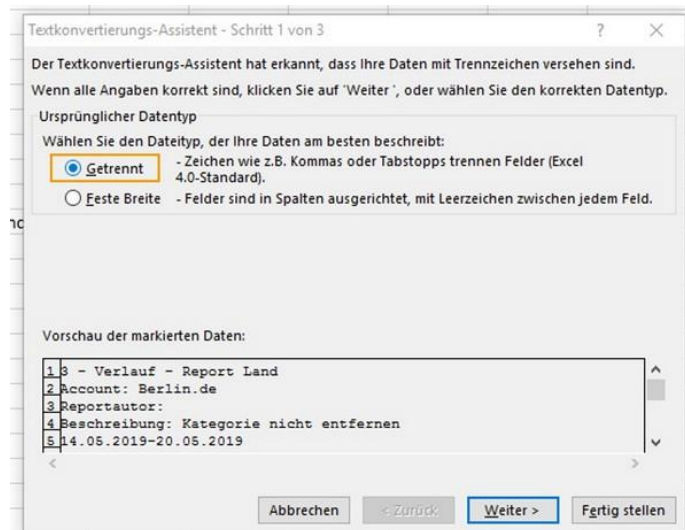 Textkonvertierungs-Assistent - Schritt 1 von 3
Der Textkonvertierungs-Assistent hat erkannt, dass Ihre Daten mit Trennzeichen versehen sind.
Wenn alle Angaben korrekt sind, klicken Sie auf 'Weiter ', oder wählen Sie den korrekten Datentyp.
Ursprünglicher Datentyp
Wählen Sie den Dateityp, der Ihre Daten am besten beschreibt:
Getrennt - Zeichen wie z.B. Kommas oder Tabstopps trennen Felder (Excel
4.0-Standard).
Feste Breite - Felder sind in Spalten ausgerichtet, mit Leerzeichen zwischen jedem Feld.
Vorschau der markierten Daten:
1 3 - Verlauf - Report Land
2 Account: Berlin.de
3 Reportautor:
4 Beschreibung: Kategorie nicht entfernen
5 14.05.2019-20.05.2019
Abbrechen < Zurück Weiter > Fertig stellen